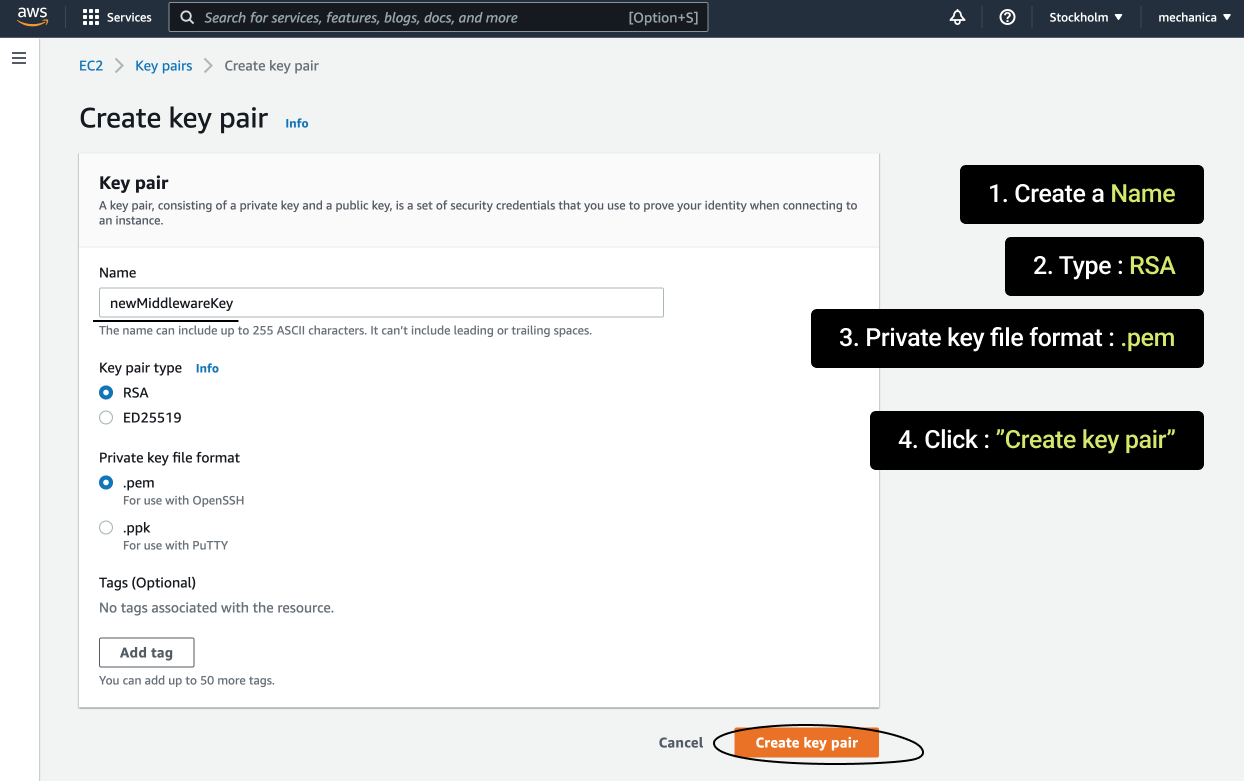 aws
Services
Search for services, features, blogs, docs, and more
[Option+S]
Stockholm
mechanica
EC2
Key pairs
Create key pair
Create key pair
Info
Key pair
A key pair, consisting of a private key and a public key, is a set of security credentials that you use to prove your identity when connecting to
an instance.
Name
newMiddlewareKey
The name can include up to 255 ASCII characters. It can't include leading or trailing spaces.
Key pair type
Info
RSA
ED25519
Private key file format
.pem
For use with OpenSSH
.ppk
For use with PuTTY
Tags (Optional)
No tags associated with the resource.
Add tag
You can add up to 50 more tags.
Cancel
Create key pair
1. Create a Name
2. Type : RSA
3. Private key file format : .pem
4. Click : ”Create key pair”